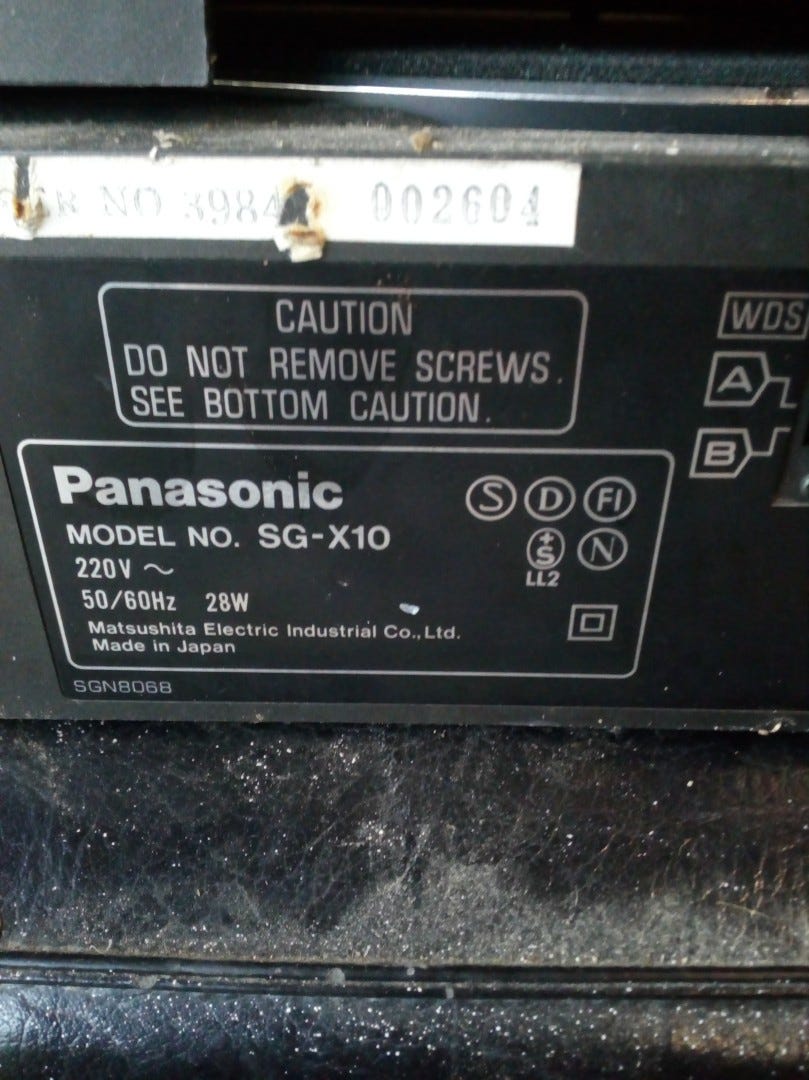 NO 002604
CAUTION
DO NOT REMOVE SCREWS.
SEE BOTTOM CAUTION.
WDS
A
B
Panasonic
MODEL NO. SG-X10
220V ~
50/60Hz 28W
Matsushita Electric Industrial Co., Ltd.
Made in Japan
S D FI
+S N
LL2
SGN8068